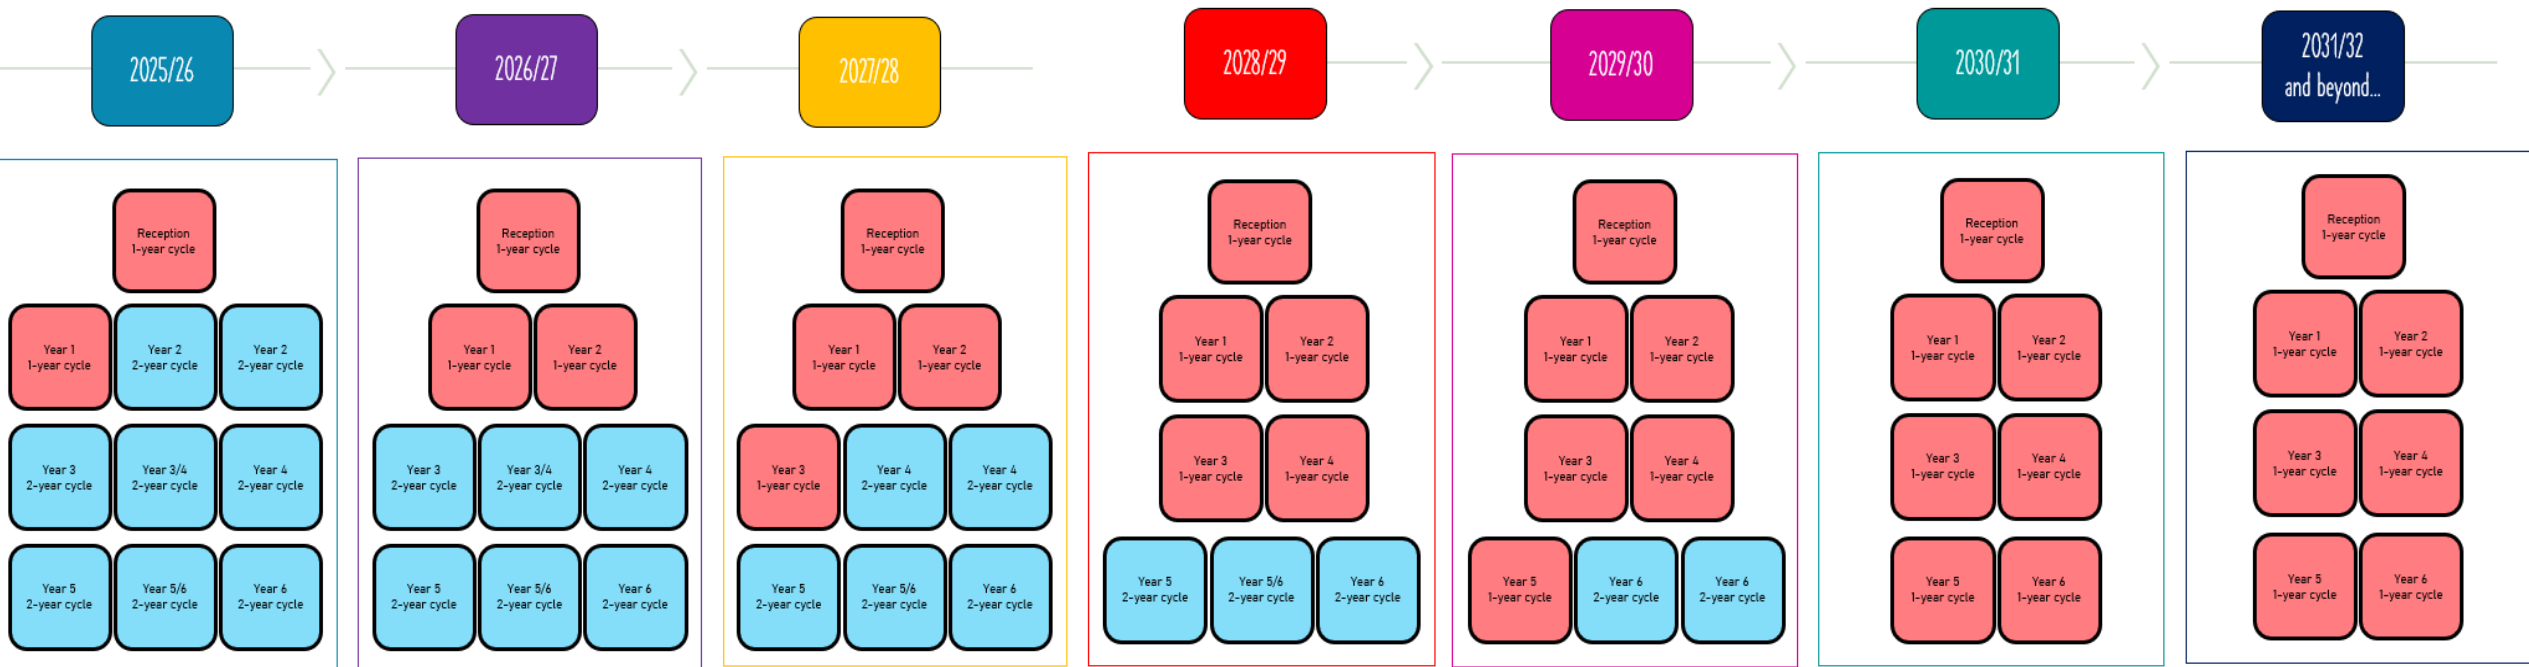 2025/26
2026/27
2027/28
2028/29
2029/30
2030/31
2031/32
and beyond...
Reception
1-year cycle
Year 1
1-year cycle
Year 2
2-year cycle
Year 2
2-year cycle
Year 3
2-year cycle
Year 3/4
2-year cycle
Year 4
2-year cycle
Year 5
2-year cycle
Year 5/6
2-year cycle
Year 6
2-year cycle
Reception
1-year cycle
Year 1
1-year cycle
Year 2
1-year cycle
Year 3
2-year cycle
Year 3/4
2-year cycle
Year 4
2-year cycle
Year 5
2-year cycle
Year 5/6
2-year cycle
Year 6
2-year cycle
Reception
1-year cycle
Year 1
1-year cycle
Year 2
1-year cycle
Year 3
1-year cycle
Year 4
2-year cycle
Year 4
2-year cycle
Year 5
2-year cycle
Year 5/6
2-year cycle
Year 6
2-year cycle
Reception
1-year cycle
Year 1
1-year cycle
Year 2
1-year cycle
Year 3
1-year cycle
Year 4
1-year cycle
Year 5
2-year cycle
Year 5/6
2-year cycle
Year 6
2-year cycle
Reception
1-year cycle
Year 1
1-year cycle
Year 2
1-year cycle
Year 3
1-year cycle
Year 4
1-year cycle
Year 5
1-year cycle
Year 6
2-year cycle
Year 6
2-year cycle
Reception
1-year cycle
Year 1
1-year cycle
Year 2
1-year cycle
Year 3
1-year cycle
Year 4
1-year cycle
Year 5
1-year cycle
Year 6
1-year cycle
Reception
1-year cycle
Year 1
1-year cycle
Year 2
1-year cycle
Year 3
1-year cycle
Year 4
1-year cycle
Year 5
1-year cycle
Year 6
1-year cycle